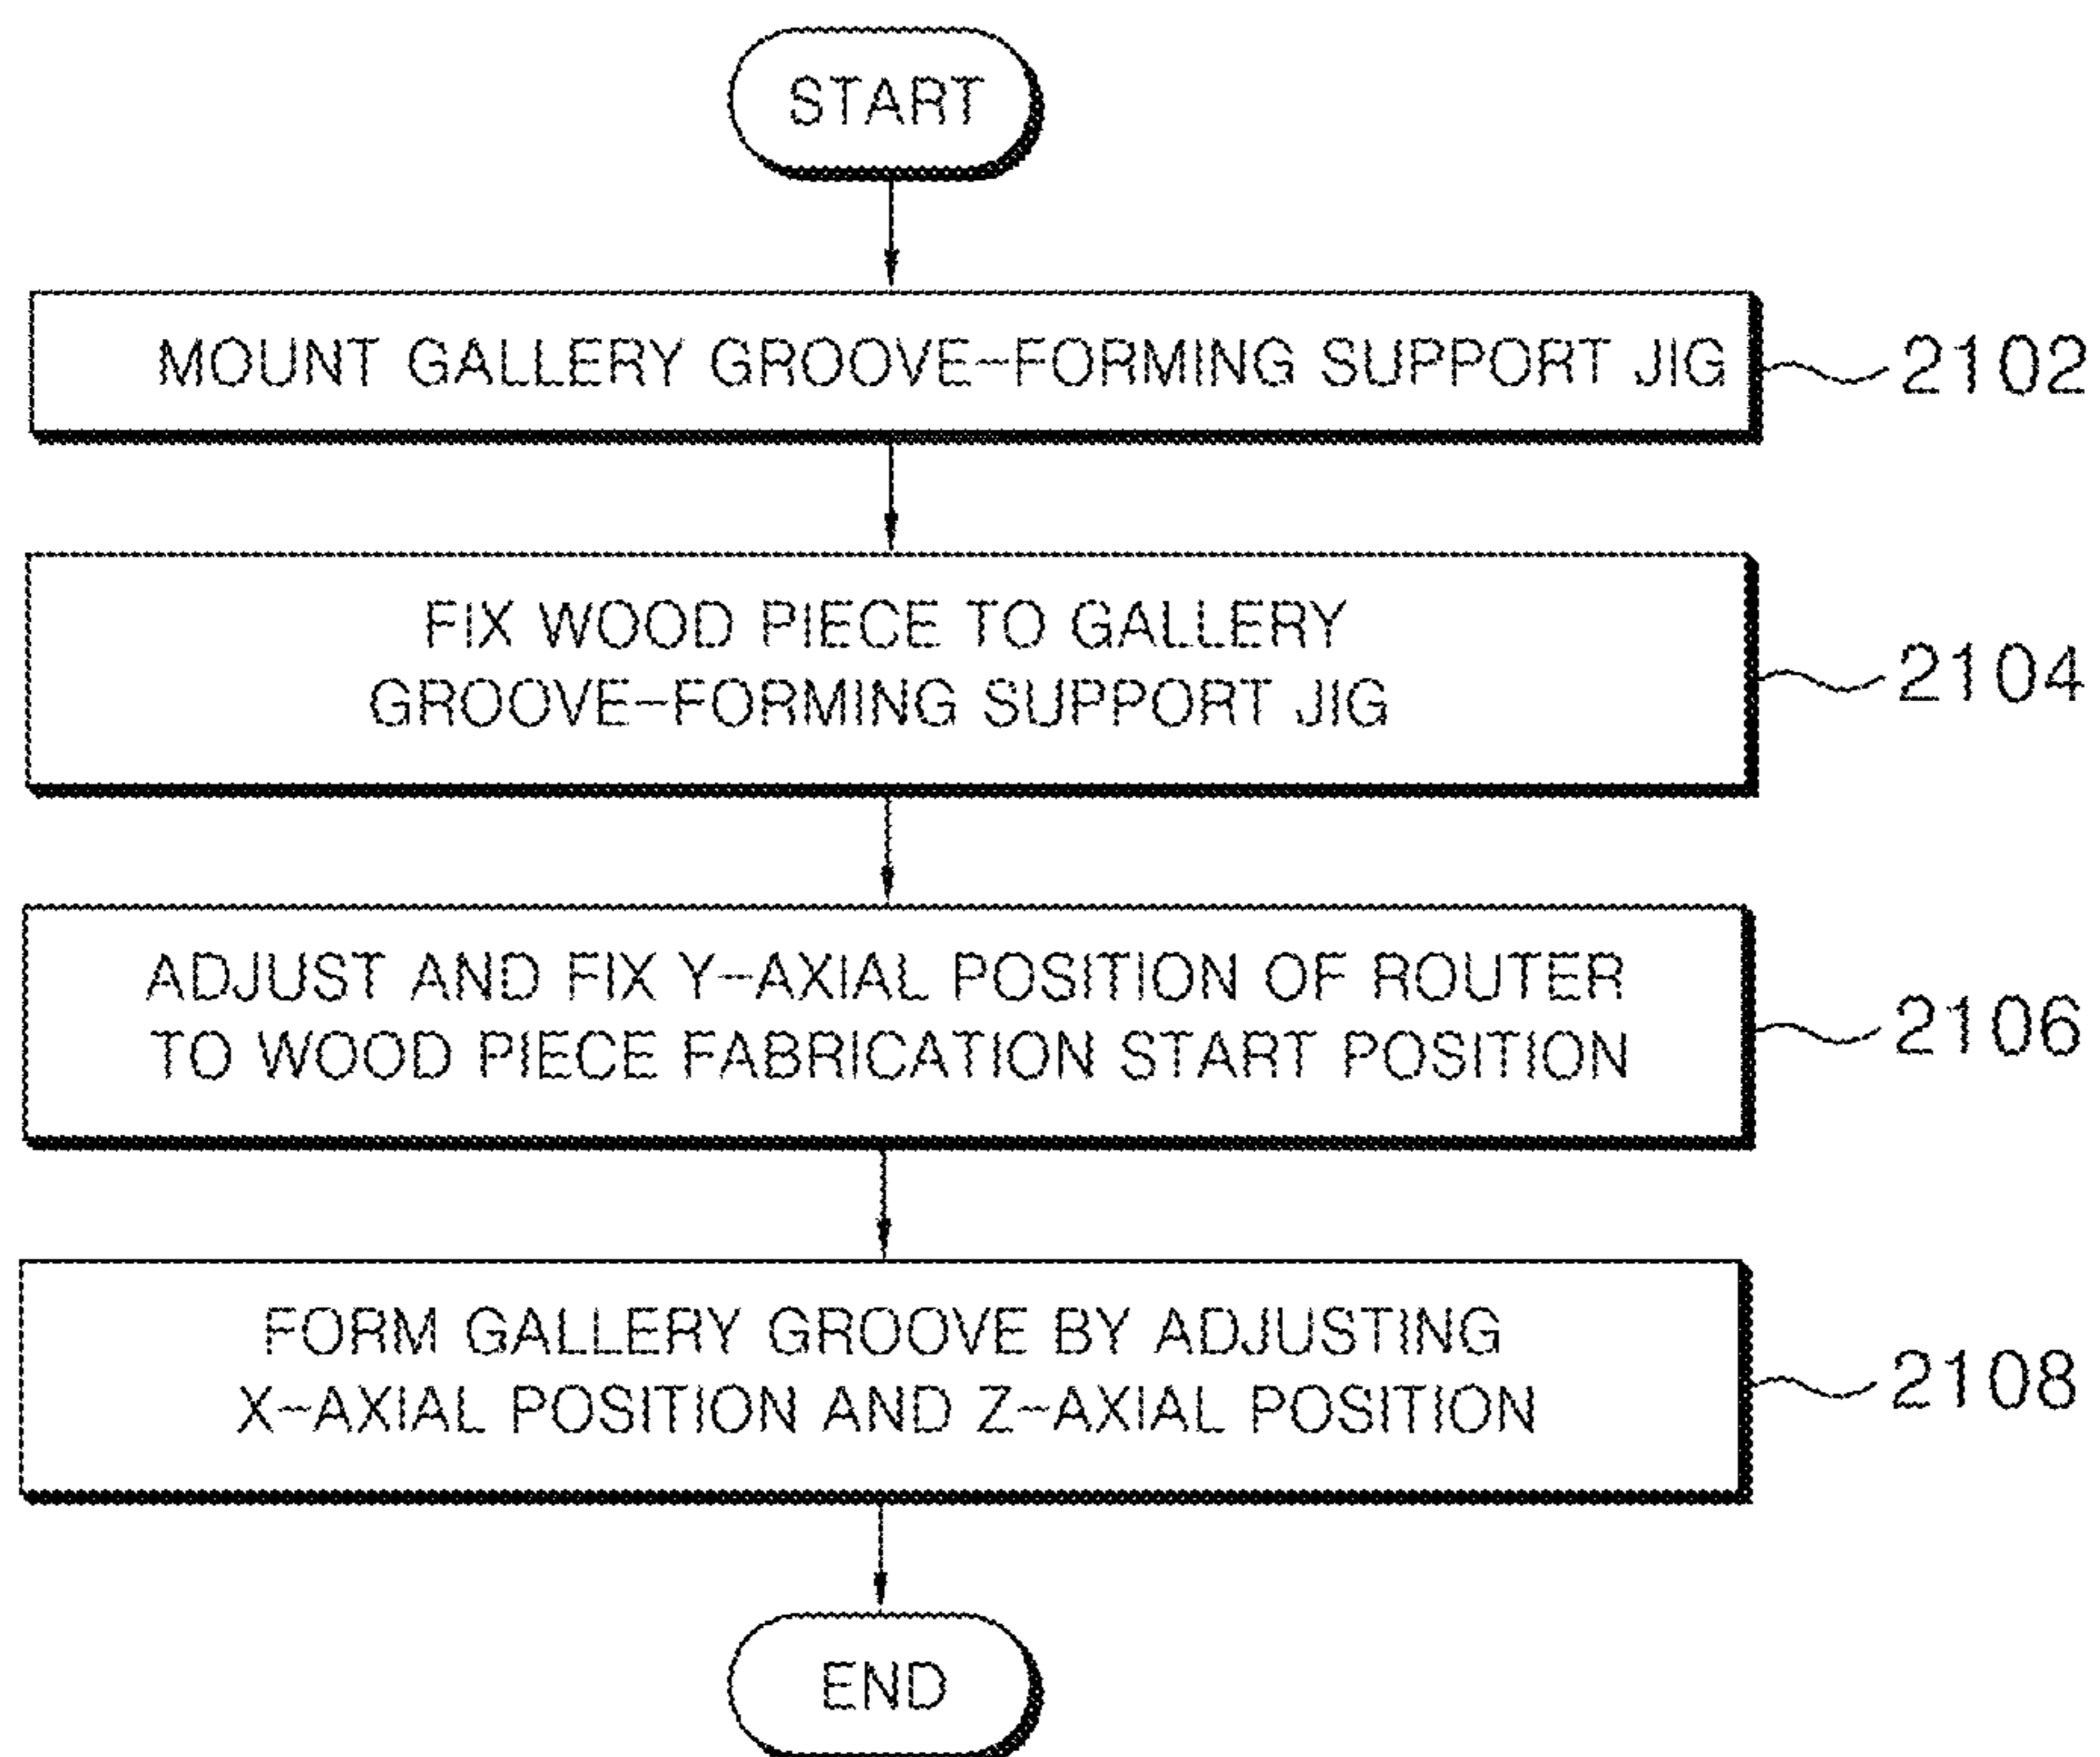 START
MOUNT GALLERY GROOVE-FORMING SUPPORT JIG
2102
FIX WOOD PIECE TO GALLERY
GROOVE-FORMING SUPPORT JIG
2104
ADJUST AND FIX Y-AXIAL POSITION OF ROUTER
TO WOOD PIECE FABRICATION START POSITION
2106
FORM GALLERY GROOVE BY ADJUSTING
X-AXIAL POSITION AND Z-AXIAL POSITION
2108
END